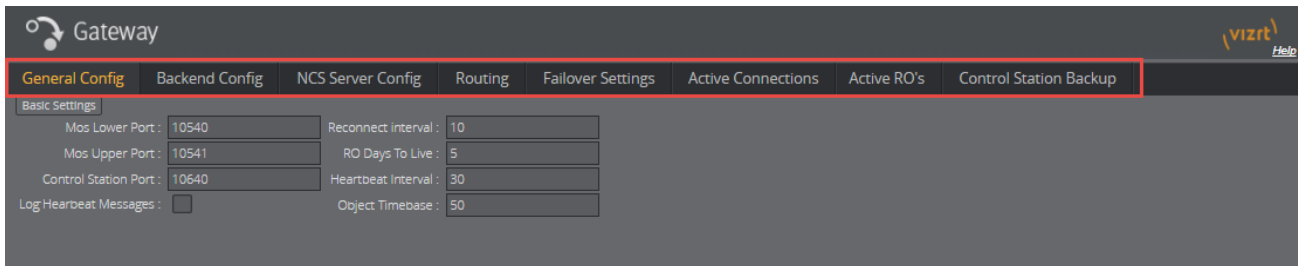 Gateway
vizrt
Help
General Config Backend Config NCS Server Config Routing Failover Settings Active Connections Active RO's Control Station Backup
Basic Settings
Mos Lower Port : 10540 Reconnect interval : 10
Mos Upper Port : 10541 RO Days To Live : 5
Control Station Port : 10640 Heartbeat Interval : 30
Log Hearbeat Messages : Object Timebase : 50